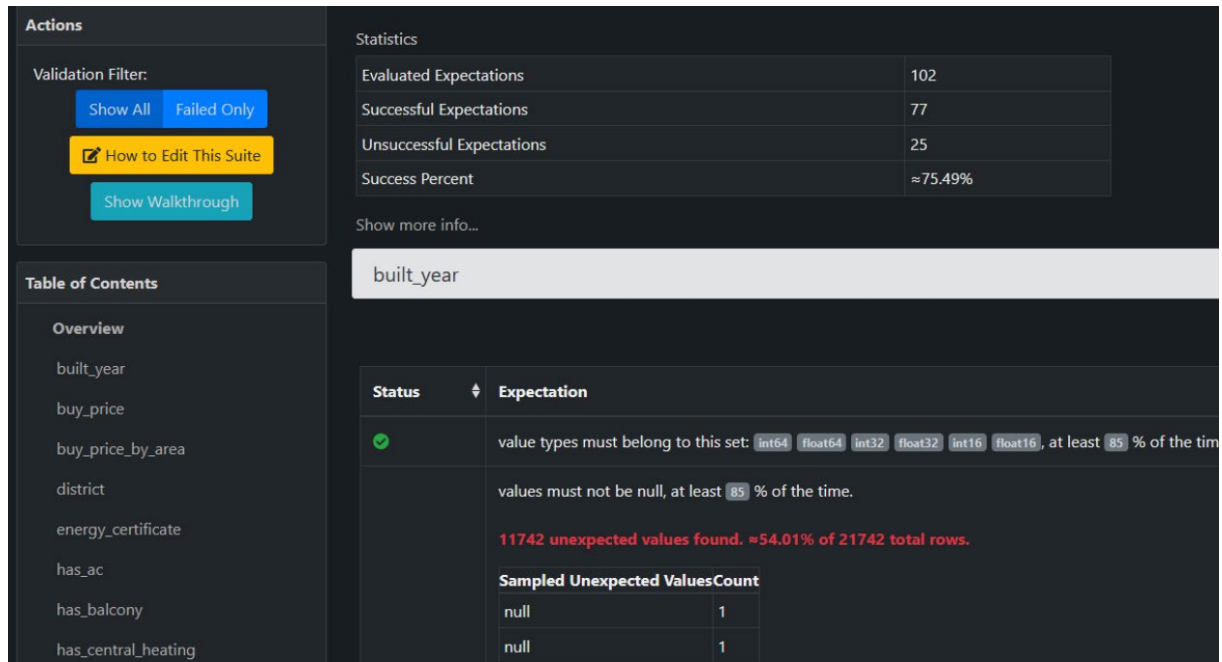 Actions
Validation Filter:
Show All Failed Only
How to Edit This Suite
Show Walkthrough
Table of Contents
Overview
built_year
buy_price
buy_price_by_area
district
energy_certificate
has_ac
has_balcony
has_central_heating
Statistics
Evaluated Expectations 102
Successful Expectations 77
Unsuccessful Expectations 25
Success Percent ≈75.49%
Show more info...
built_year
Status Expectation
value types must belong to this set: int64 float64 int32 float32 int16 float16, at least 85 % of the tim
values must not be null, at least 85 % of the time.
11742 unexpected values found. ≈54.01% of 21742 total rows.
Sampled Unexpected Values Count
null 1
null 1